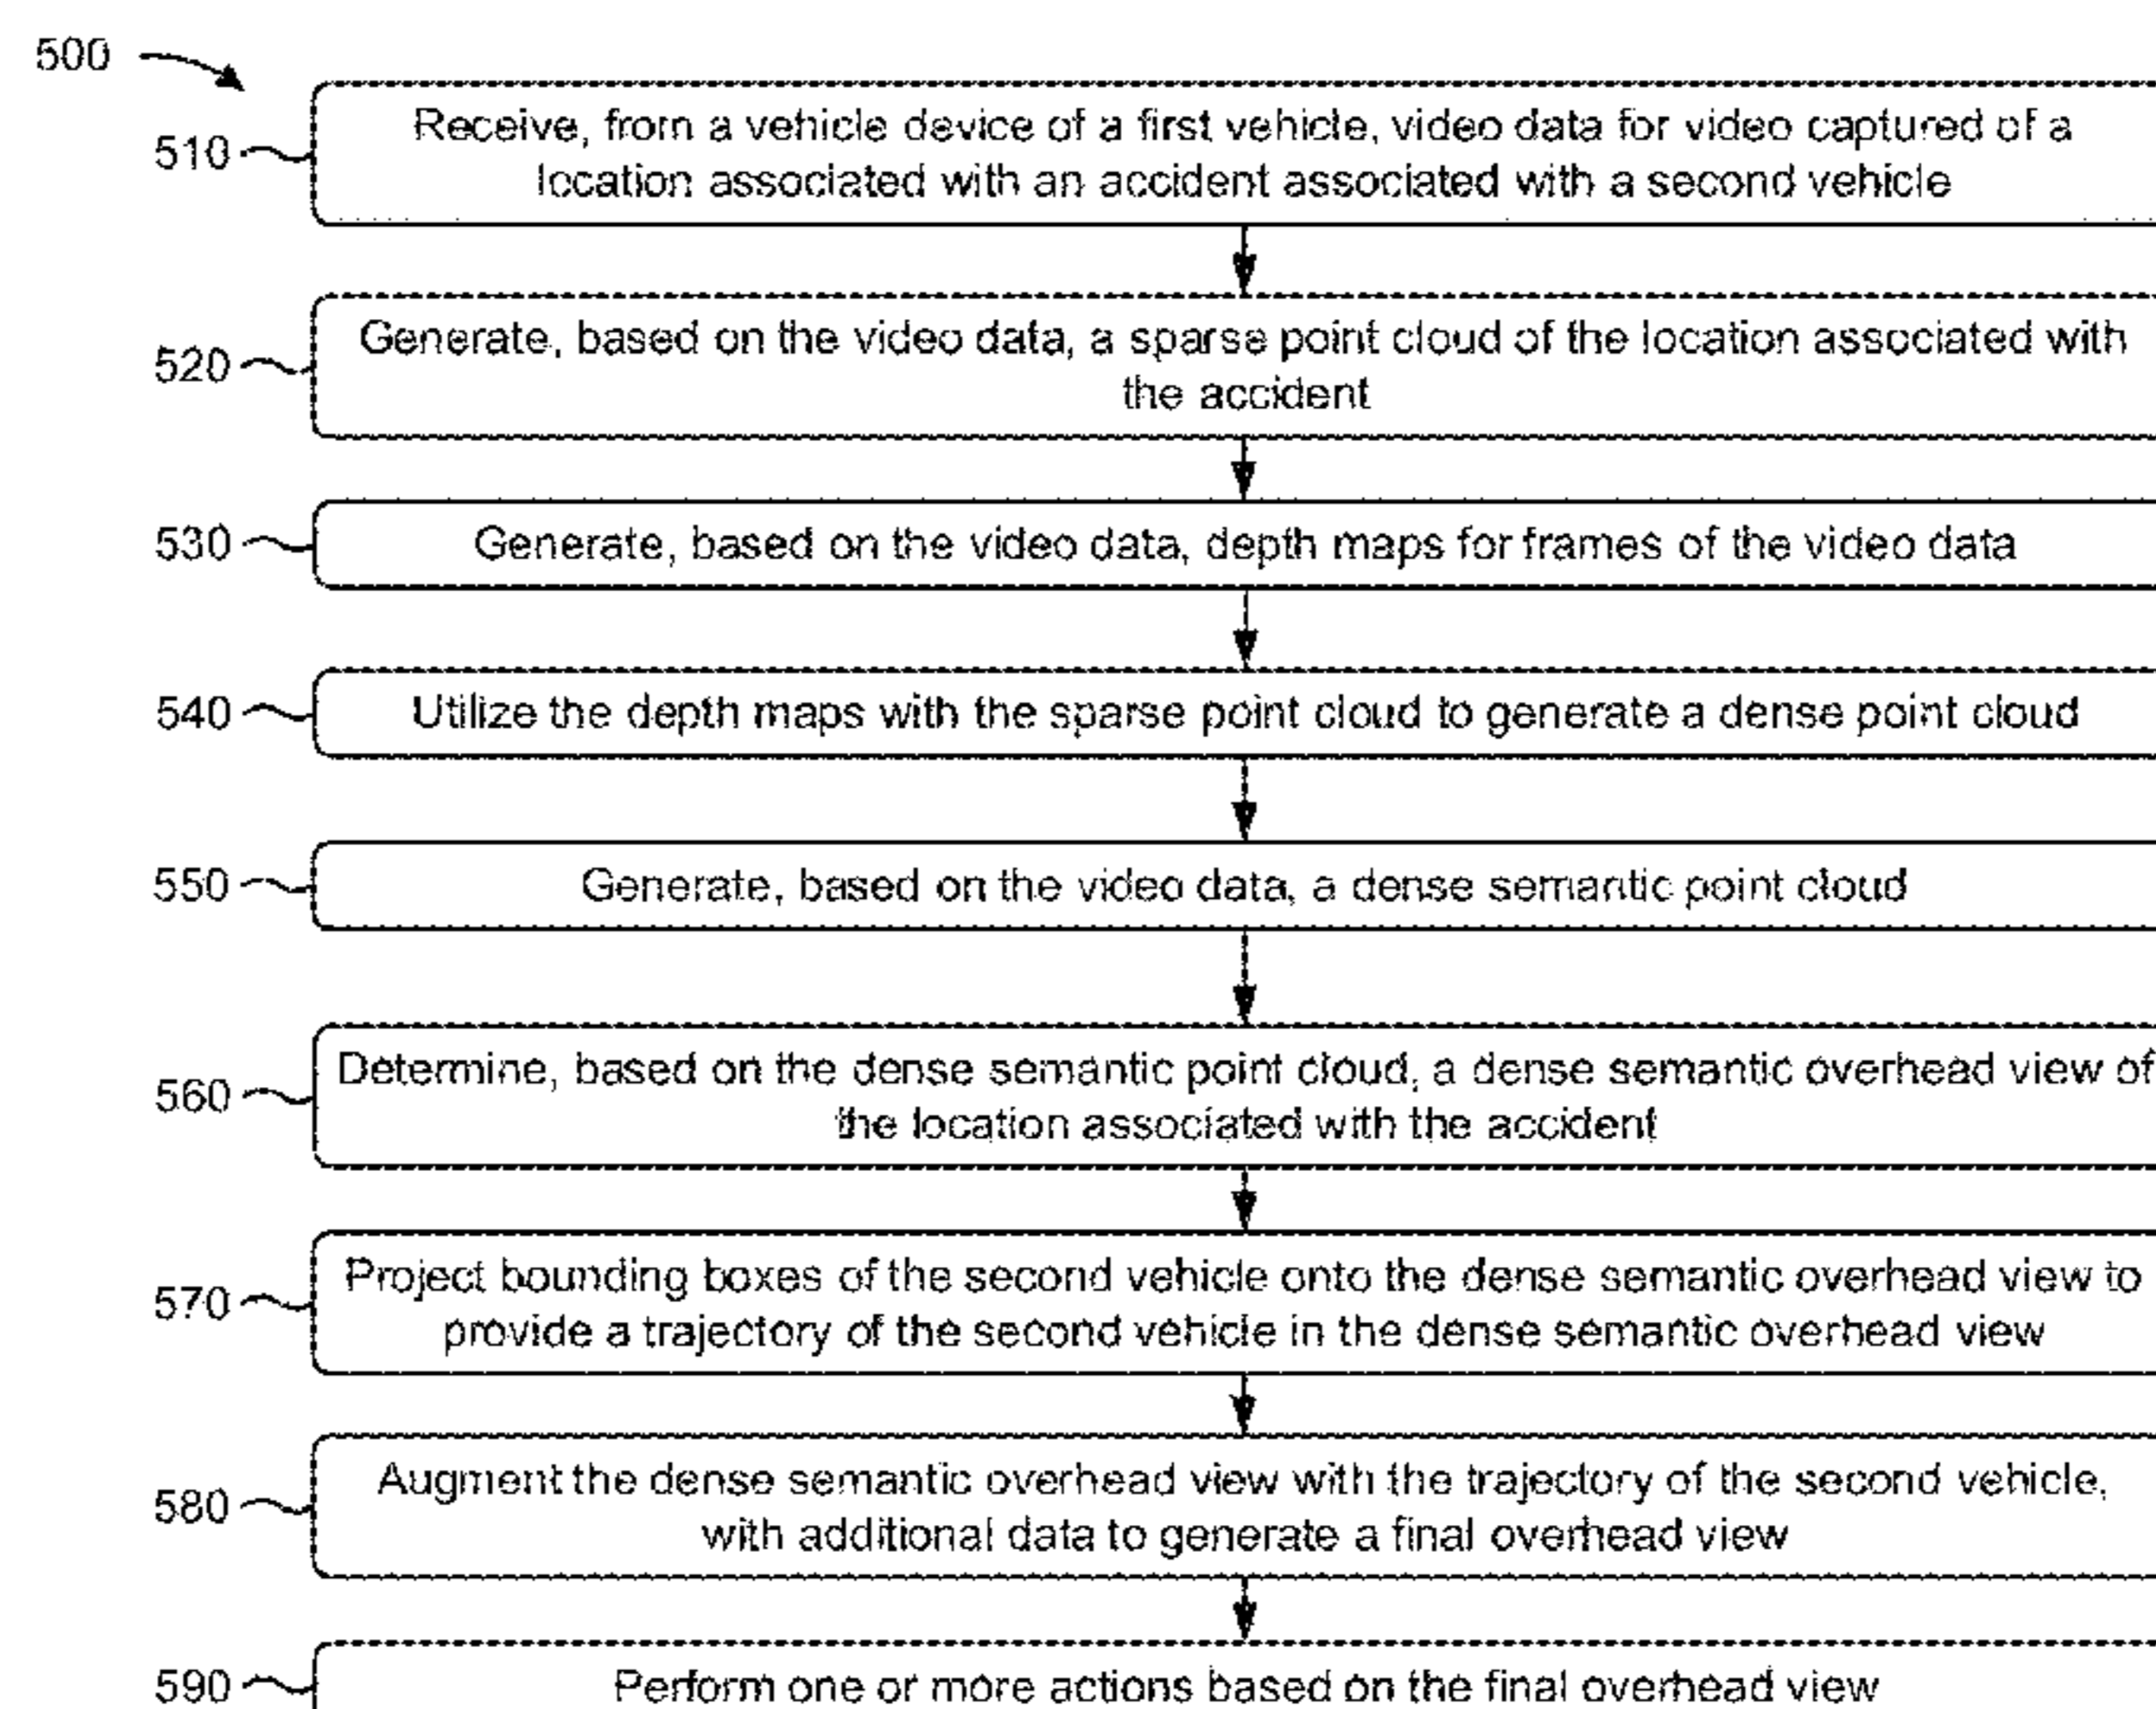 500
510 Receive, from a vehicle device of a first vehicle, video data for video captured of a
location associated with an accident associated with a second vehicle
520 Generate, based on the video data, a sparse point cloud of the location associated with
the accident
530 Generate, based on the video data, depth maps for frames of the video data
540 Utilize the depth maps with the sparse point cloud to generate a dense point cloud
550 Generate, based on the video data, a dense semantic point cloud
560 Determine, based on the dense semantic point cloud, a dense semantic overhead view of
the location associated with the accident
570 Project bounding boxes of the second vehicle onto the dense semantic overhead view to
provide a trajectory of the second vehicle in the dense semantic overhead view
580 Augment the dense semantic overhead view with the trajectory of the second vehicle,
with additional data to generate a final overhead view
590 Perform one or more actions based on the final overhead view